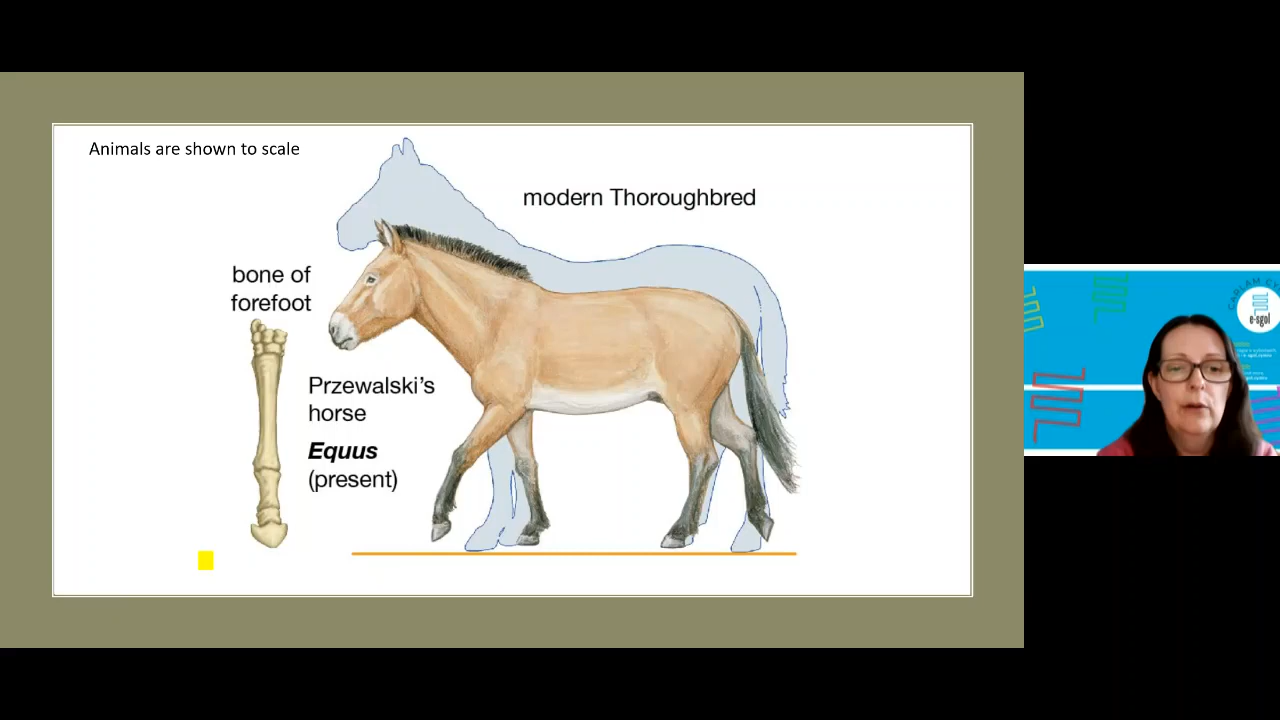 Animals are shown to scale
modern Thoroughbred
bone of
forefoot
Przewalski's
horse
Equus
(present)
e-sgol